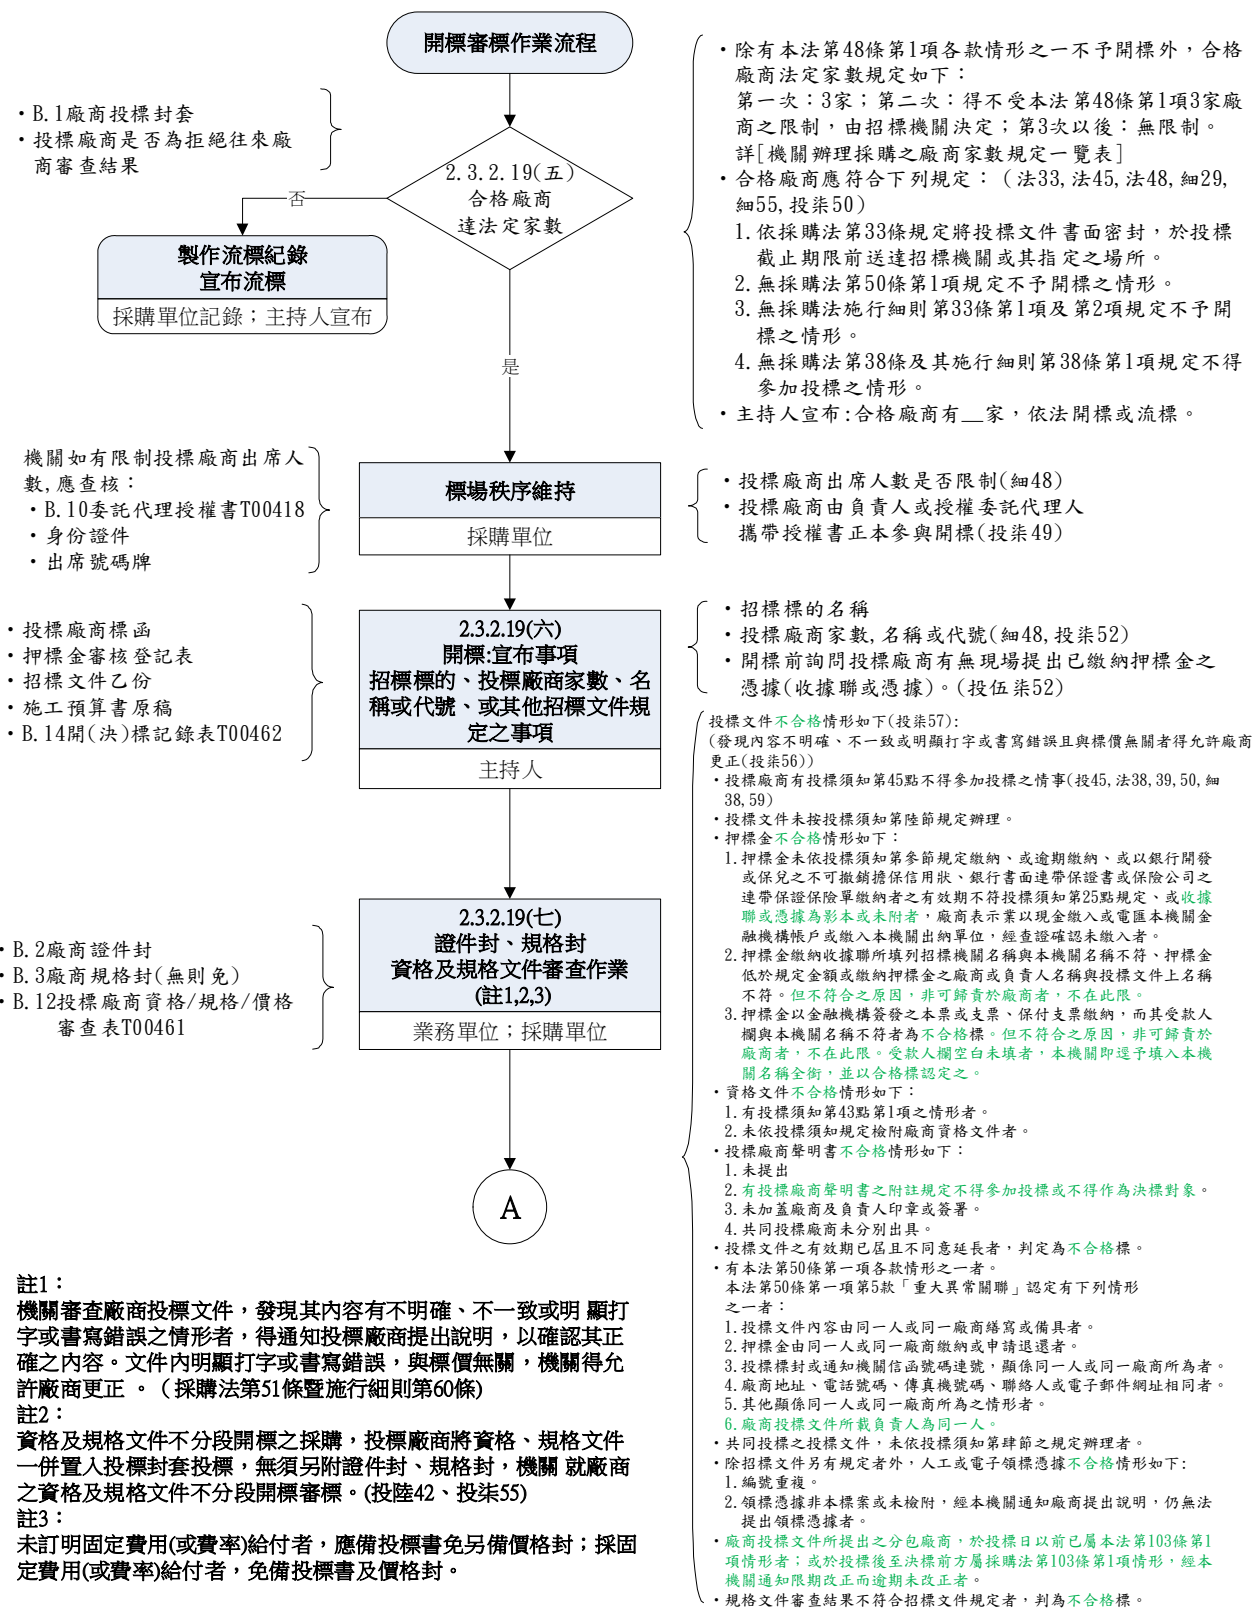 開標審標作業流程
・B.1廠商投標封套
・投標廠商是否為拒絕往來廠
商審查結果
2.3.2.19(五)
合格廠商
達法定家數
否
製作流標紀錄
宣布流標
採購單位記錄；主持人宣布
是
・除有本法第48條第1項各款情形之一不予開標外，合格
廠商法定家數規定如下：
第一次：3家；第二次：得不受本法第48條第1項3家廠
商之限制，由招標機關決定；第3次以後：無限制。
詳[機關辦理採購之廠商家數規定一覽表]
・合格廠商應符合下列規定：（法33,法45,法48,細29,
細55,投柒50）
1.依採購法第33條規定將投標文件書面密封，於投標
截止期限前送達招標機關或其指定之場所。
2.無採購法第50條第1項規定不予開標之情形。
3.無採購法施行細則第33條第1項及第2項規定不予開
標之情形。
4.無採購法第38條及其施行細則第38條第1項規定不得
參加投標之情形。
・主持人宣布:合格廠商有__家，依法開標或流標。
機關如有限制投標廠商出席人
數,應查核：
・B.10委託代理授權書T00418
・身份證件
・出席號碼牌
標場秩序維持
採購單位
・投標廠商出席人數是否限制(細48)
・投標廠商由負責人或授權委託代理人
攜帶授權書正本參與開標(投柒49)
・投標廠商標函
・押標金審核登記表
・招標文件乙份
・施工預算書原稿
・B.14開(決)標記錄表T00462
2.3.2.19(六)
開標:宣布事項
招標標的、投標廠商家數、名
稱或代號、或其他招標文件規
定之事項
主持人
・招標標的名稱
・投標廠商家數,名稱或代號(細48,投柒52)
・開標前詢問投標廠商有無現場提出已繳納押標金之
憑據(收據聯或憑據)。(投伍柒52)
・B.2廠商證件封
・B.3廠商規格封(無則免)
・B.12投標廠商資格/規格/價格
審查表T00461
2.3.2.19(七)
證件封、規格封
資格及規格文件審查作業
(註1,2,3)
業務單位；採購單位
A
投標文件不合格情形如下(投柒57):
(發現內容不明確、不一致或明顯打字或書寫錯誤且與標價無關者得允許廠商
更正(投柒56))
・投標廠商有投標須知第45點不得參加投標之情事(投45,法38,39,50,細
38,59)
・投標文件未按投標須知第陸節規定辦理。
・押標金不合格情形如下：
1.押標金未依投標須知第參節規定繳納、或逾期繳納、或以銀行開發
或保兌之不可撤銷擔保信用狀、銀行書面連帶保證書或保險公司之
連帶保證保險單繳納者之有效期不符投標須知第25點規定、或收據
聯或憑據為影本或未附者，廠商表示業以現金繳入或電匯本機關金
融機構帳戶或繳入本機關出納單位，經查證確認未繳入者。
2.押標金繳納收據聯所填列招標機關名稱與本機關名稱不符、押標金
低於規定金額或繳納押標金之廠商或負責人名稱與投標文件上名稱
不符。但不符合之原因，非可歸責於廠商者，不在此限。
3.押標金以金融機構簽發之本票或支票、保付支票繳納，而其受款人
欄與本機關名稱不符者為不合格標。但不符合之原因，非可歸責於
廠商者，不在此限。受款人欄空白未填者，本機關即逕予填入本機
關名稱全銜，並以合格標認定之。
・資格文件不合格情形如下：
1.有投標須知第43點第1項之情形者。
2.未依投標須知規定檢附廠商資格文件者。
・投標廠商聲明書不合格情形如下：
1.未提出
2.有投標廠商聲明書之附註規定不得參加投標或不得作為決標對象。
3.未加蓋廠商及負責人印章或簽署。
4.共同投標廠商未分別出具。
・投標文件之有效期已屆且不同意延長者，判定為不合格標。
・有本法第50條第一項各款情形之一者。
本法第50條第一項第5款「重大異常關聯」認定有下列情形
之一者：
1.投標文件內容由同一人或同一廠商繕寫或備具者。
2.押標金由同一人或同一廠商繳納或申請退還者。
3.投標標封或通知機關信函號碼連號，顯係同一人或同一廠商所為者。
4.廠商地址、電話號碼、傳真機號碼、聯絡人或電子郵件網址相同者。
5.其他顯係同一人或同一廠商所為之情形者。
6.廠商投標文件所載負責人為同一人。
・共同投標之投標文件，未依投標須知第肆節之規定辦理者。
・除招標文件另有規定者外，人工或電子領標憑據不合格情形如下:
1.編號重複。
2.領標憑據非本標案或未檢附，經本機關通知廠商提出說明，仍無法
提出領標憑據者。
・廠商投標文件所提出之分包廠商，於投標日以前已屬本法第103條第1
項情形者；或於投標後至決標前方屬採購法第103條第1項情形，經本
機關通知限期改正而逾期未改正者。
・規格文件審查結果不符合招標文件規定者，判為不合格標。
註1：
機關審查廠商投標文件，發現其內容有不明確、不一致或明 顯打
字或書寫錯誤之情形者，得通知投標廠商提出說明，以確認其正
確之內容。文件內明顯打字或書寫錯誤，與標價無關，機關得允
許廠商更正 。（採購法第51條暨施行細則第60條)
註2：
資格及規格文件不分段開標之採購，投標廠商將資格、規格文件
一併置入投標封套投標，無須另附證件封、規格封，機關 就廠商
之資格及規格文件不分段開標審標。(投陸42、投柒55)
註3：
未訂明固定費用(或費率)給付者，應備投標書免另備價格封；採固
定費用(或費率)給付者，免備投標書及價格封。